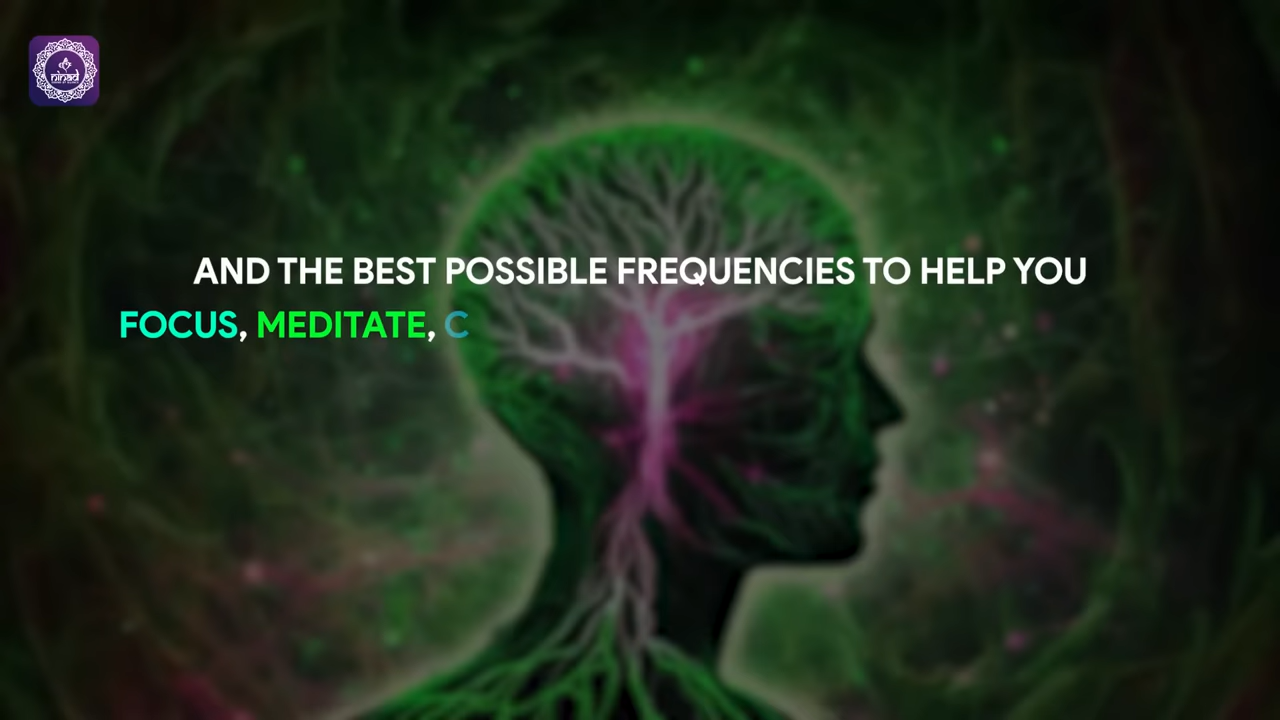 ninad
AND THE BEST POSSIBLE FREQUENCIES TO HELP YOU
FOCUS, MEDITATE, C